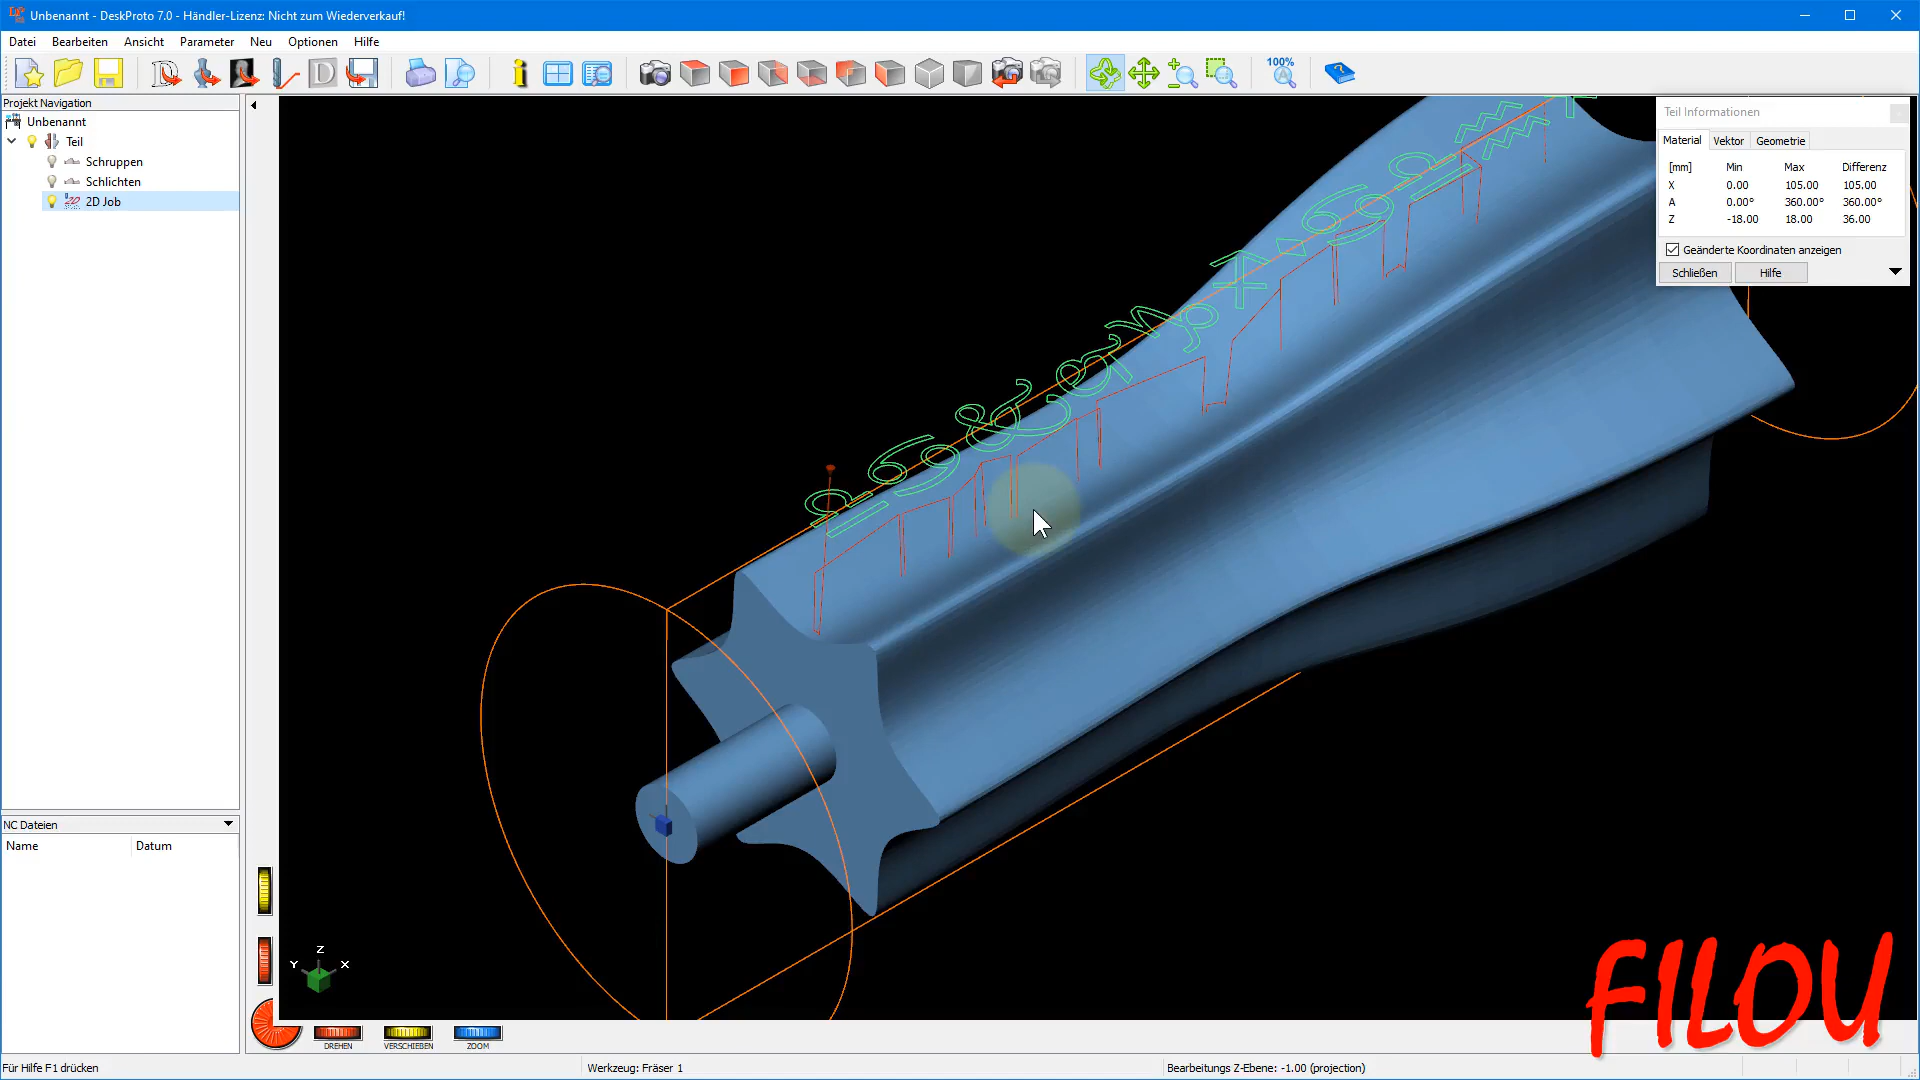 Unbenannt - DeskProto 7.0 - Händler-Lizenz: Nicht zum Wiederverkauf!
Datei Bearbeiten Ansicht Parameter Neu Optionen Hilfe
100%
Projekt Navigation
Unbenannt
Teil
Schruppen
Schlichten
2D Job
Teil Informationen
Material Vektor Geometrie
[mm] Min Max Differenz
X 0.00 105.00 105.00
A 0.00° 360.00° 360.00°
Z -18.00 18.00 36.00
Geänderte Koordinaten anzeigen
Schließen Hilfe
NC Dateien
Name Datum
Z
Y X
DREHEN VERSCHIEBEN ZOOM
FILOU
Für Hilfe F1 drücken Werkzeug: Fräser 1 Bearbeitungs Z-Ebene: -1.00 (projection)